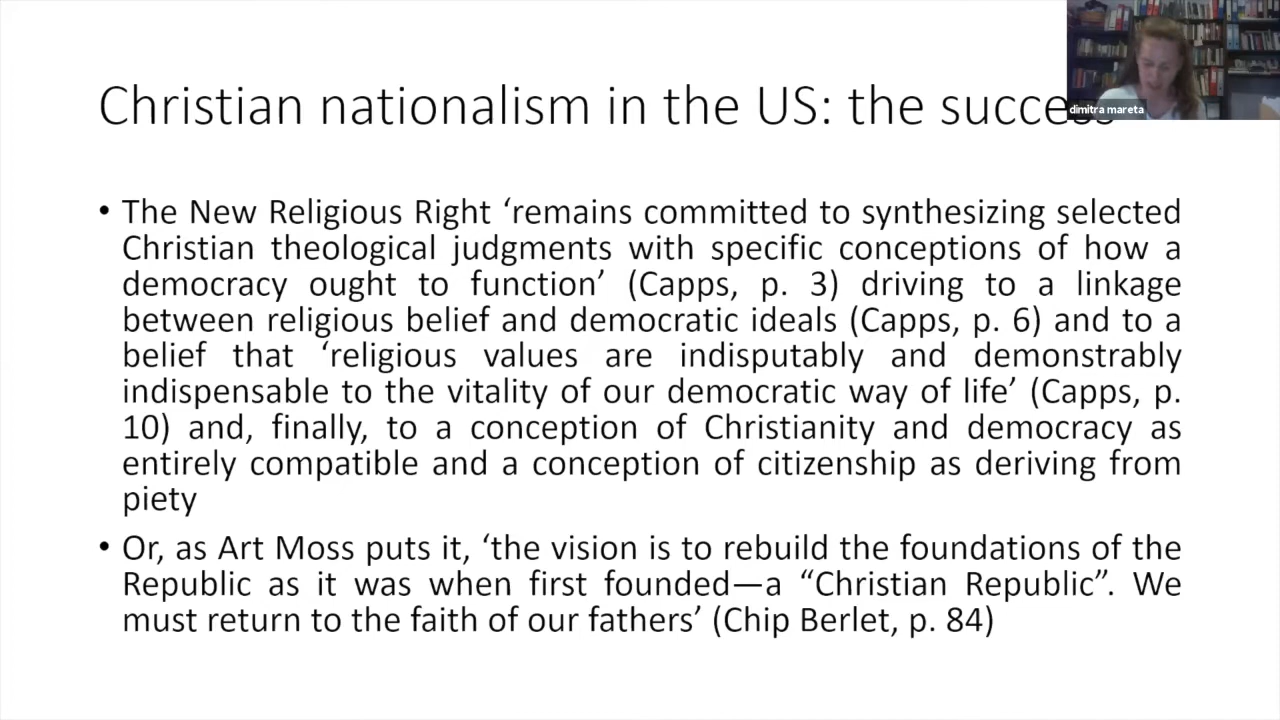 Christian nationalism in the US: the success
dimitra mareta
• The New Religious Right ‘remains committed to synthesizing selected
Christian theological judgments with specific conceptions of how a
democracy ought to function’ (Capps, p. 3) driving to a linkage
between religious belief and democratic ideals (Capps, p. 6) and to a
belief that ‘religious values are indisputably and demonstrably
indispensable to the vitality of our democratic way of life’ (Capps, p.
10) and, finally, to a conception of Christianity and democracy as
entirely compatible and a conception of citizenship as deriving from
piety
• Or, as Art Moss puts it, ‘the vision is to rebuild the foundations of the
Republic as it was when first founded—a “Christian Republic”. We
must return to the faith of our fathers’ (Chip Berlet, p. 84)